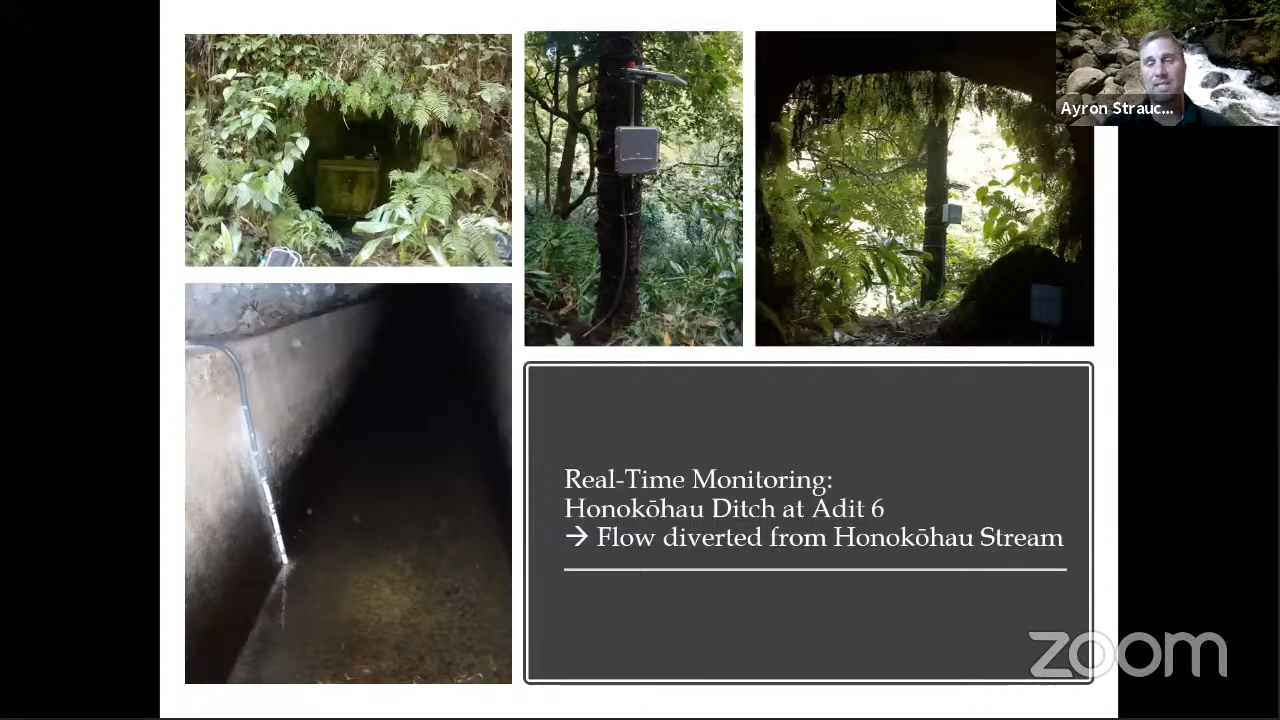 Ayron Strauc...
Real-Time Monitoring:
Honokōhau Ditch at Adit 6
→ Flow diverted from Honokōhau Stream
zoom